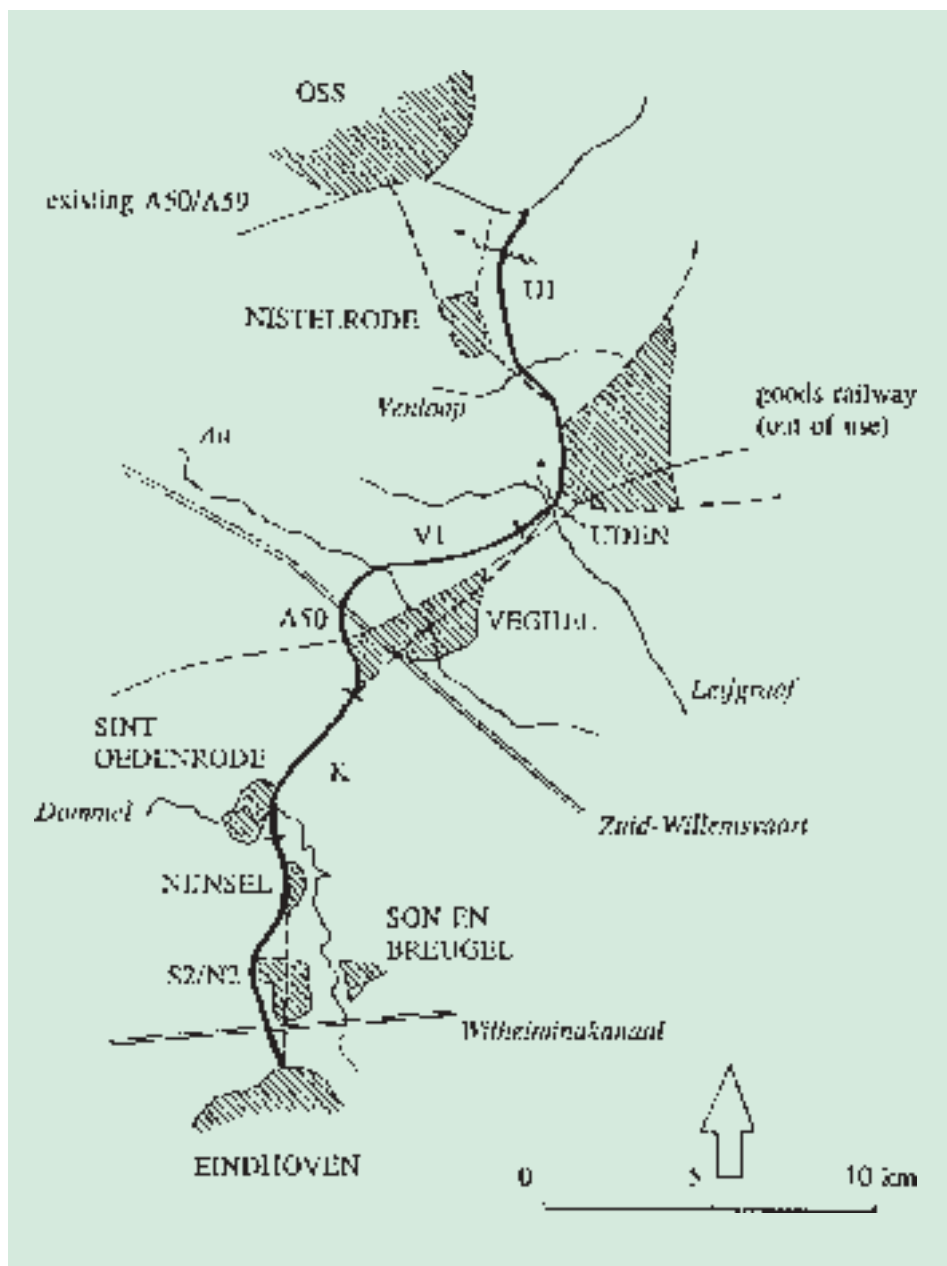 OSS
existing A50/A59
U1
NISTELRODE
Venloop
goods railway
(out of use)
Aa
V1
UDEN
A50
VEGHEL
Leijgraaf
SINT
OEDENRODE
K
Dommel
Zuid-Willemsvaart
NIJNSEL
SON EN
BREUGEL
S2/N2
Wilhelminakanaal
EINDHOVEN
0 5 10 km